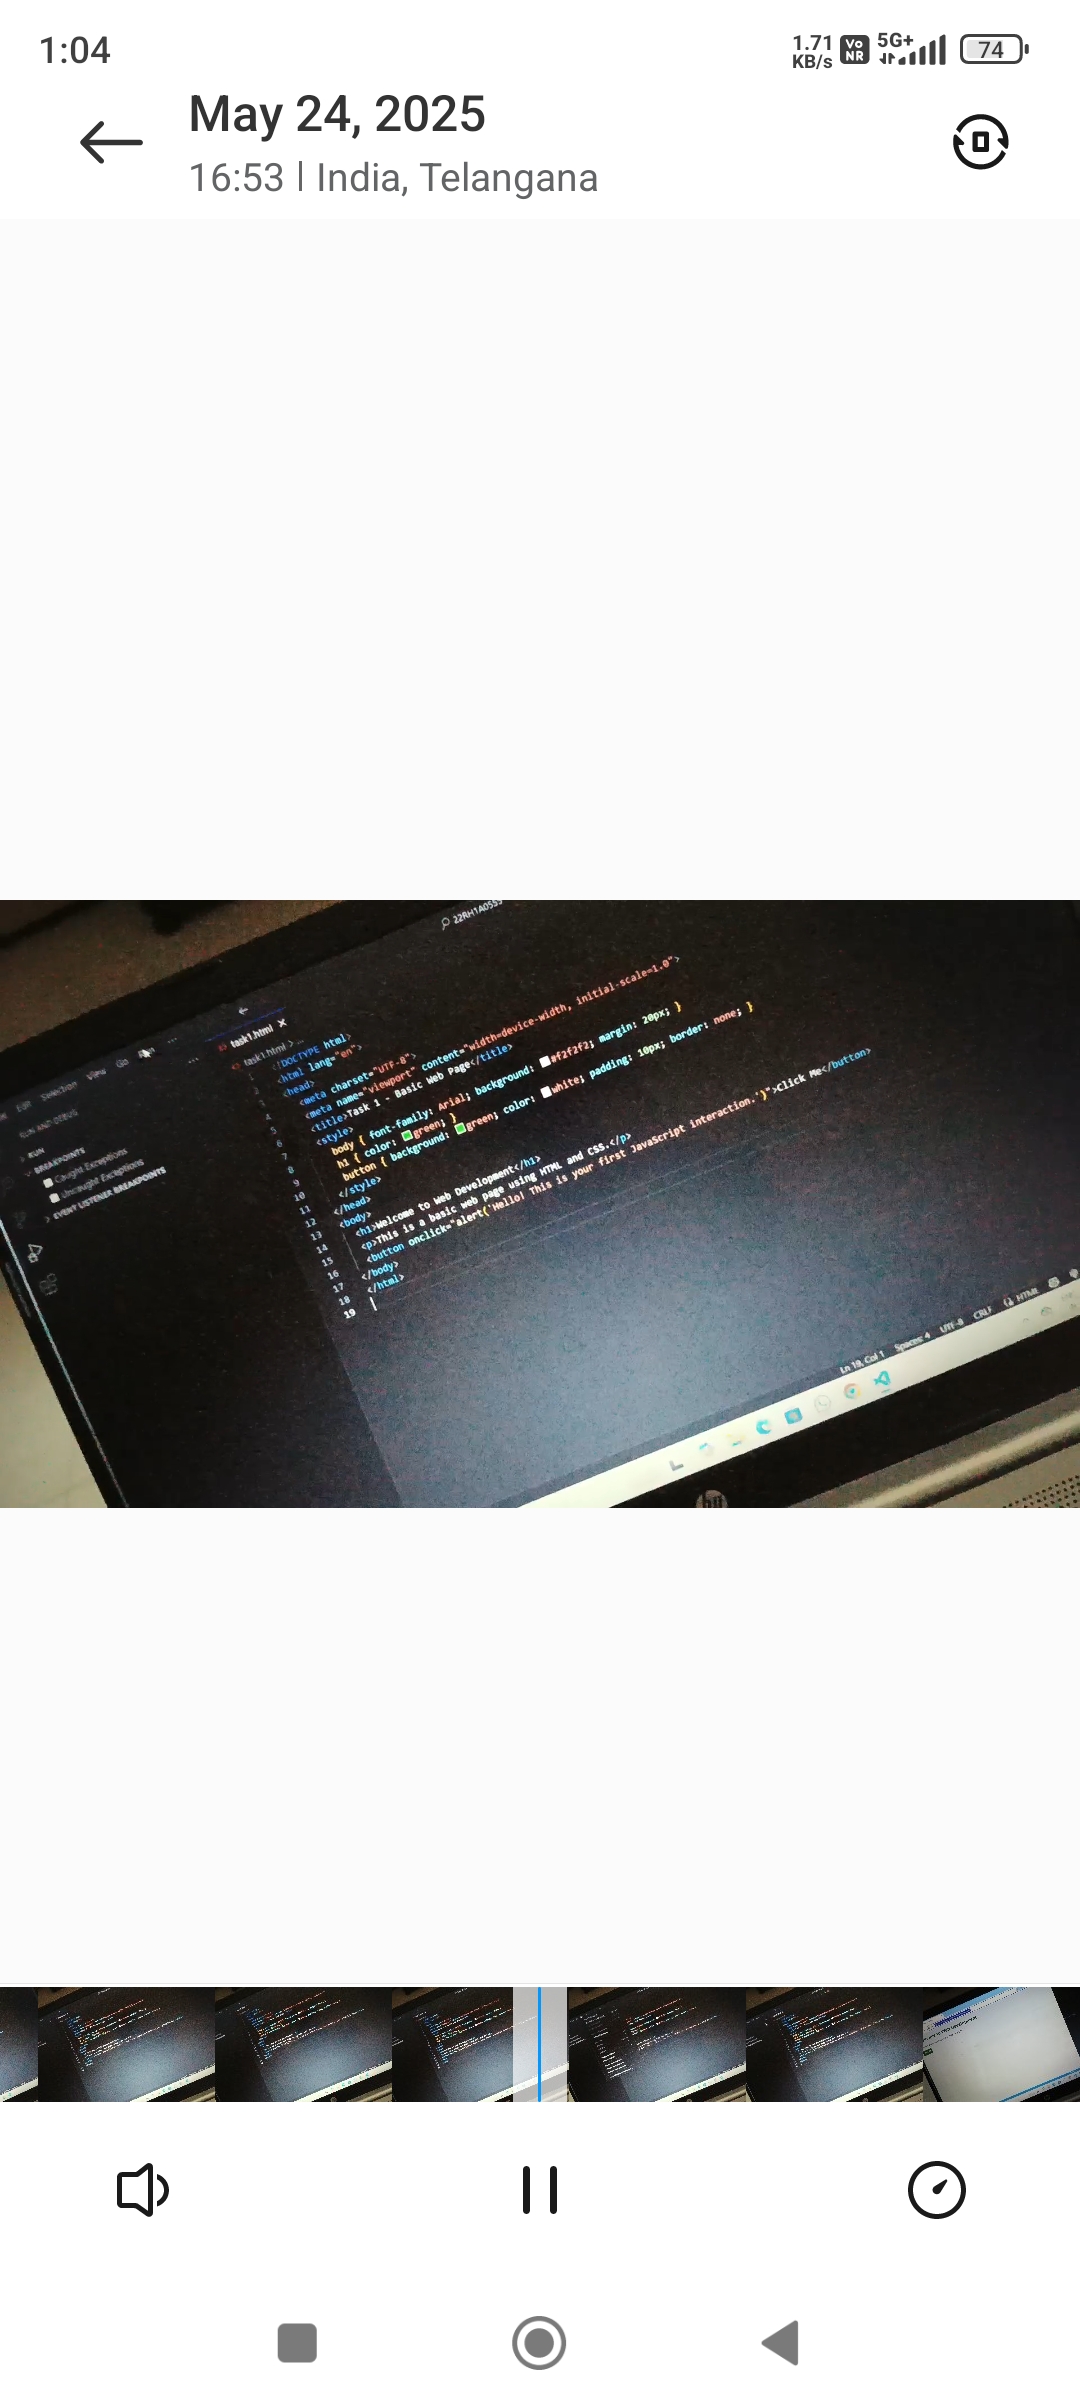 1:04
1.71 KB/s
Vo NR
5G+
74
May 24, 2025
16:53 | India, Telangana
22RH1A0555
Edit Selection View Go Run ...
task1.html ×
task1.html > ...
RUN AND DEBUG
RUN
BREAKPOINTS
Caught Exceptions
Uncaught Exceptions
EVENT LISTENER BREAKPOINTS
<!DOCTYPE html>
<html lang="en">
<head>
<meta charset="UTF-8">
4 <meta name="viewport" content="width=device-width, initial-scale=1.0">
5 <title>Task 1 - Basic Web Page</title>
6 <style>
7 body { font-family: Arial; background: #f2f2f2; margin: 20px; }
8 h1 { color: green; }
9 button { background: green; color: white; padding: 10px; border: none; }
10 </style>
11 </head>
12 <body>
13 <h1>Welcome to Web Development</h1>
14 <p>This is a basic web page using HTML and CSS.</p>
15 <button onclick="alert('Hello! This is your first JavaScript interaction.')">Click Me</button>
16 </body>
17 </html>
18
19
Ln 19, Col 1 Spaces: 4 UTF-8 CRLF HTML
hp